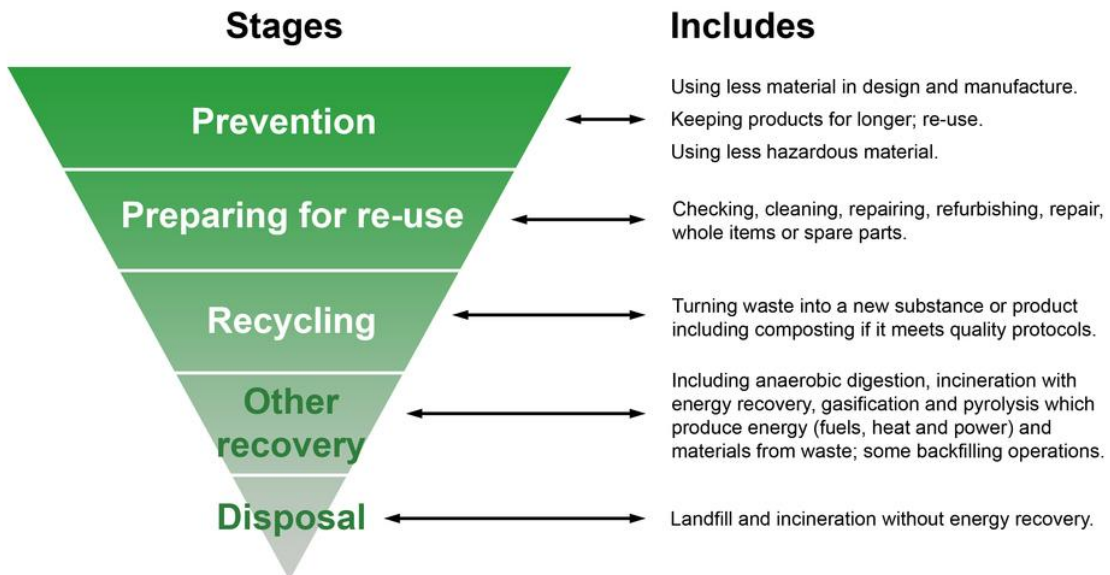 Stages
Includes
Prevention
Using less material in design and manufacture.
Keeping products for longer; re-use.
Using less hazardous material.
Preparing for re-use
Checking, cleaning, repairing, refurbishing, repair,
whole items or spare parts.
Recycling
Turning waste into a new substance or product
including composting if it meets quality protocols.
Other
recovery
Including anaerobic digestion, incineration with
energy recovery, gasification and pyrolysis which
produce energy (fuels, heat and power) and
materials from waste; some backfilling operations.
Disposal
Landfill and incineration without energy recovery.